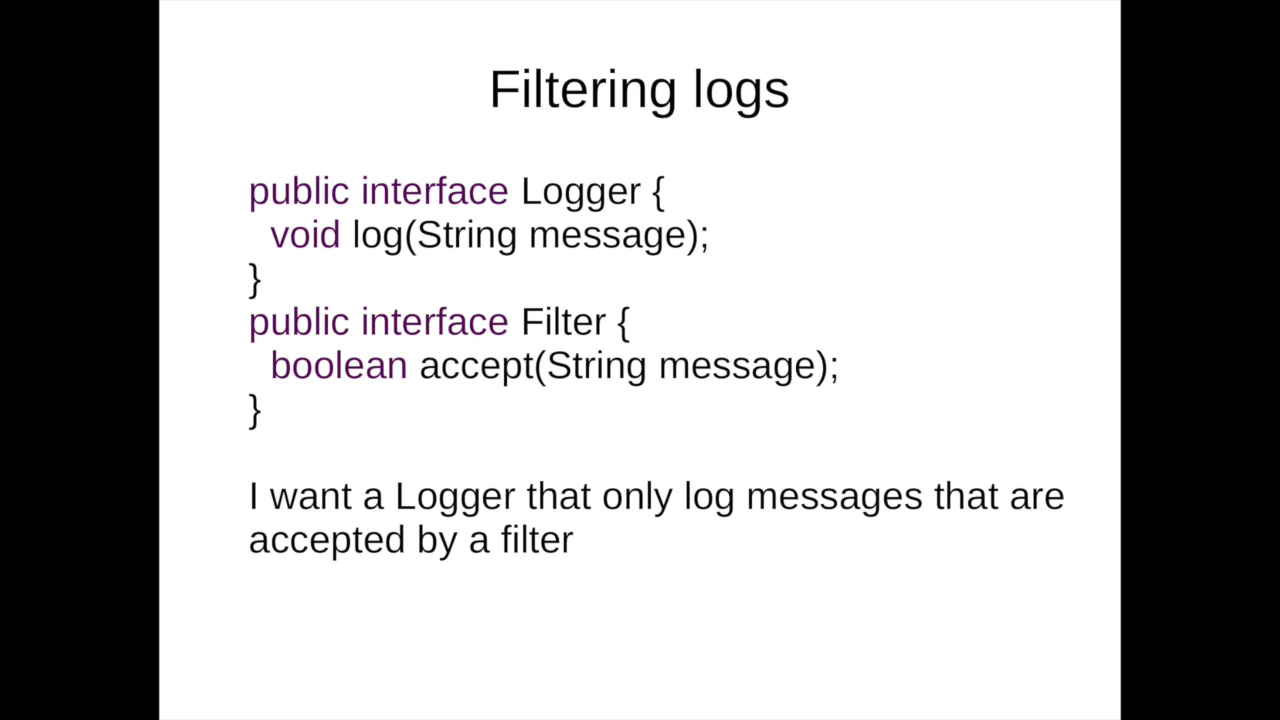 Filtering logs
public interface Logger {
void log(String message);
}
public interface Filter {
boolean accept(String message);
}
I want a Logger that only log messages that are
accepted by a filter